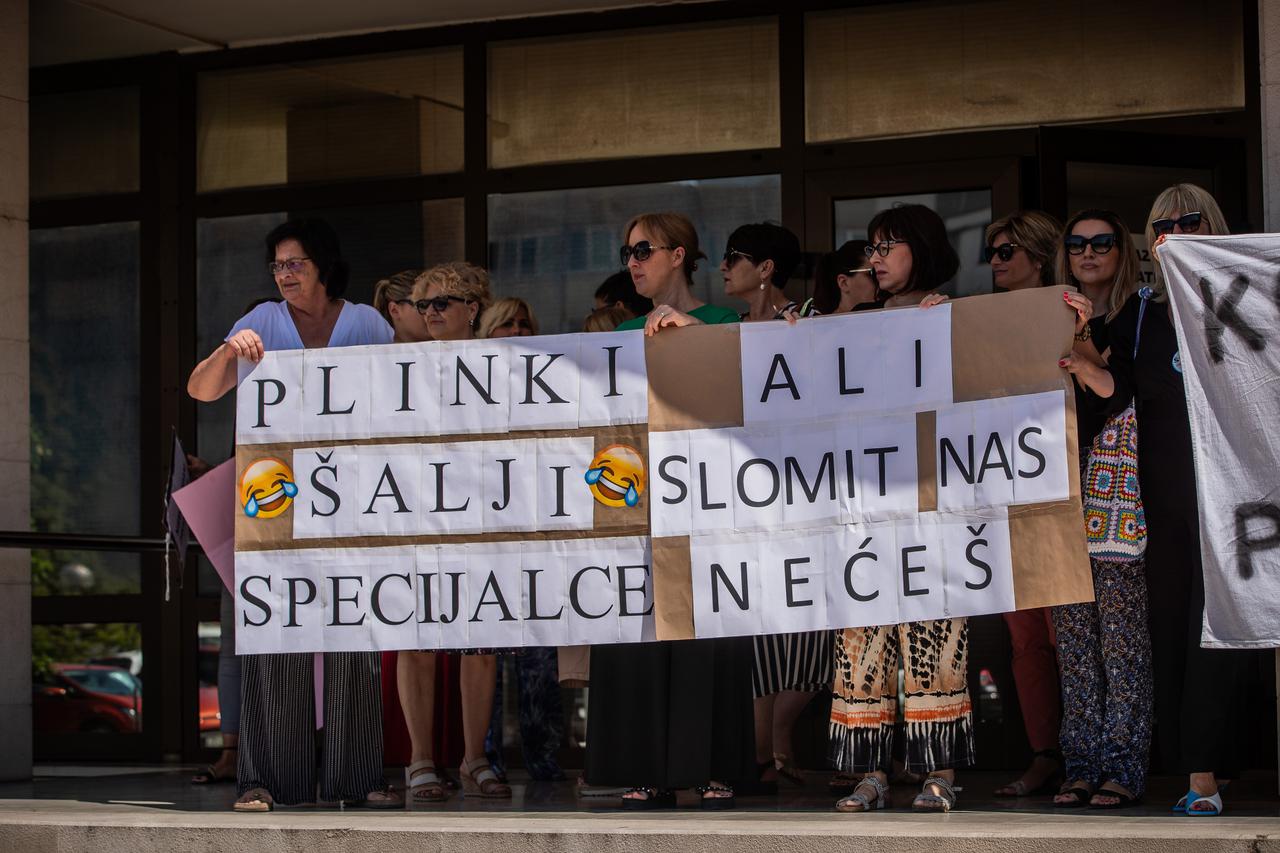 PLINKI
ŠALJI
SPECIJALCE
ALI
SLOMIT NAS
NEĆEŠ
K
P